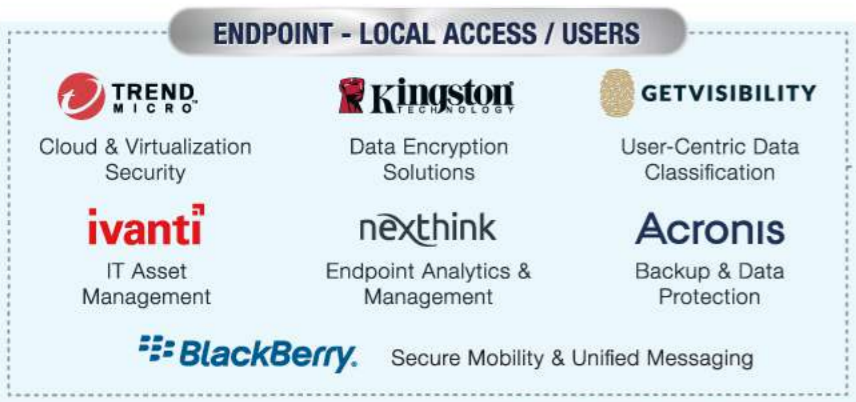 ENDPOINT - LOCAL ACCESS / USERS
TREND
MICRO™
Kingston
TECHNOLOGY
GETVISIBILITY
Cloud & Virtualization
Security
Data Encryption
Solutions
User-Centric Data
Classification
ivanti
nexthink
Acronis
IT Asset
Management
Endpoint Analytics &
Management
Backup & Data
Protection
BlackBerry. Secure Mobility & Unified Messaging